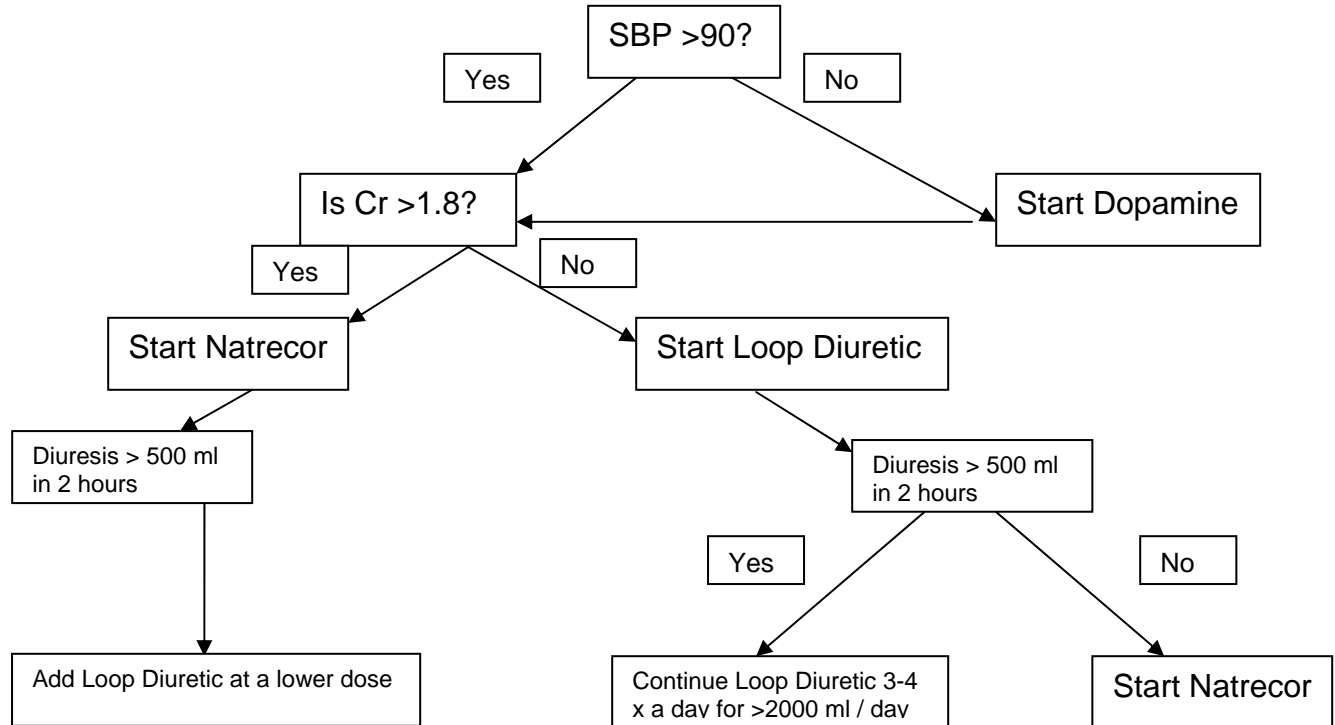 SBP >90?
Yes
No
Is Cr >1.8?
Start Dopamine
Yes
No
Start Natrecor
Start Loop Diuretic
Diuresis > 500 ml
in 2 hours
Diuresis > 500 ml
in 2 hours
Yes
No
Add Loop Diuretic at a lower dose
Continue Loop Diuretic 3-4
x a day for >2000 ml / day
Start Natrecor